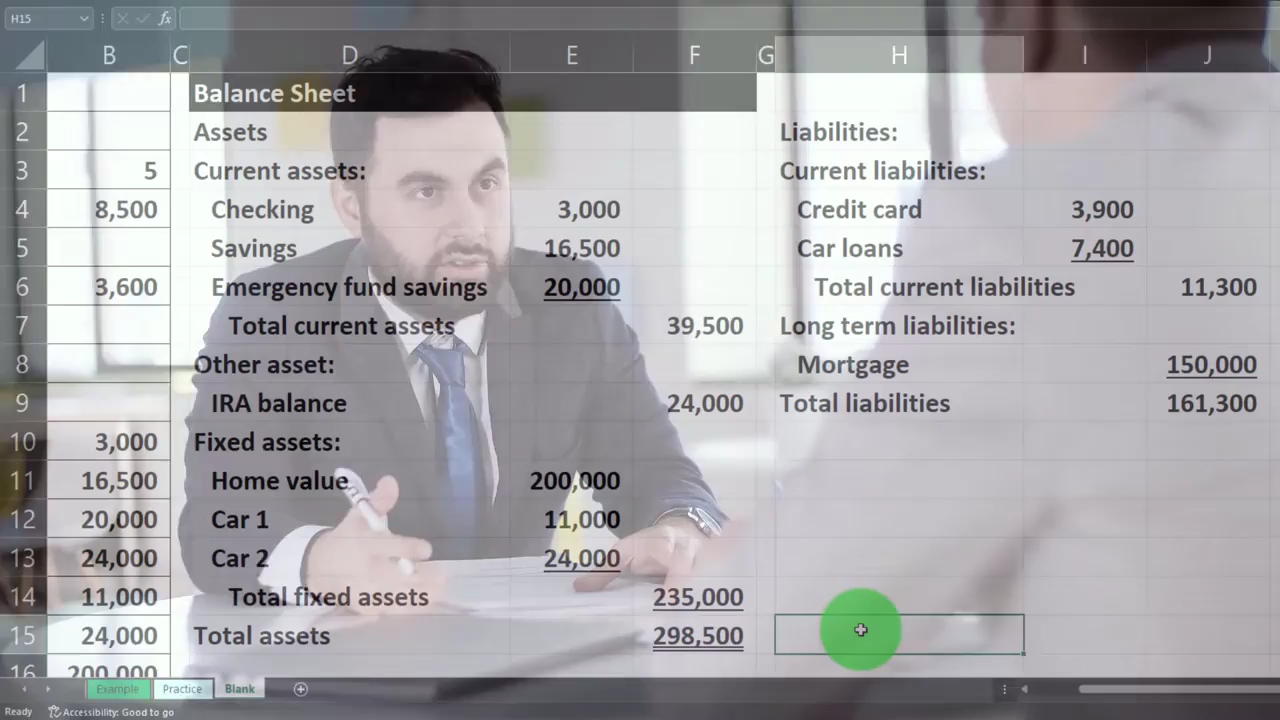 H15 fx
B C D E F G H I J
1 Balance Sheet
2 Assets Liabilities:
3 5 Current assets: Current liabilities:
4 8,500 Checking 3,000 Credit card 3,900
5 Savings 16,500 Car loans 7,400
6 3,600 Emergency fund savings 20,000 Total current liabilities 11,300
7 Total current assets 39,500 Long term liabilities:
8 Other asset: Mortgage 150,000
9 IRA balance 24,000 Total liabilities 161,300
10 3,000 Fixed assets:
11 16,500 Home value 200,000
12 20,000 Car 1 11,000
13 24,000 Car 2 24,000
14 11,000 Total fixed assets 235,000
15 24,000 Total assets 298,500
16 200,000
Example Practice Blank
Ready Accessibility: Good to go